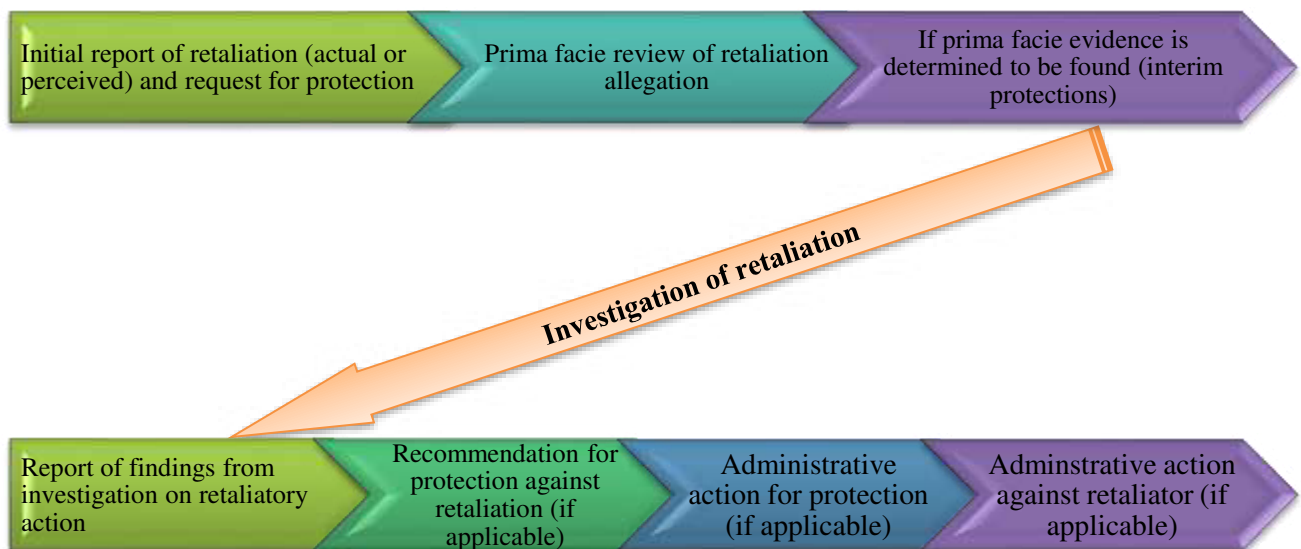 Initial report of retaliation (actual or
perceived) and request for protection
Prima facie review of retaliation
allegation
If prima facie evidence is
determined to be found (interim
protections)
Investigation of retaliation
Report of findings from
investigation on retaliatory
action
Recommendation for
protection against
retaliation (if
applicable)
Administrative
action for protection
(if applicable)
Adminstrative action
against retaliator (if
applicable)